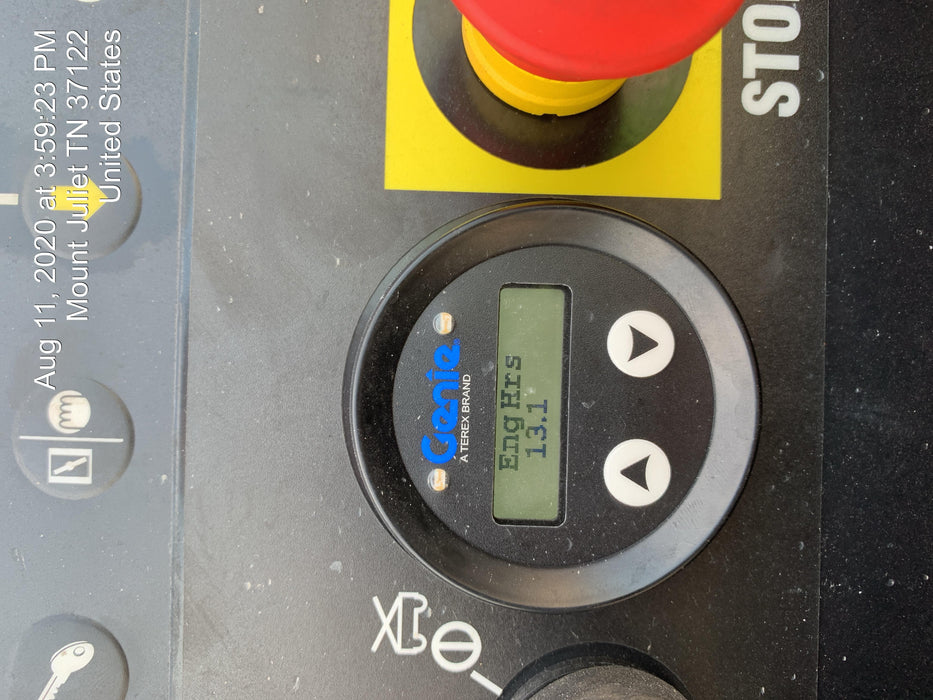 Aug 11, 2020 at 3:59:23 PM
Mount Juliet TN 37122
United States
STO
Genie
A TEREX BRAND
Eng Hrs
13.1